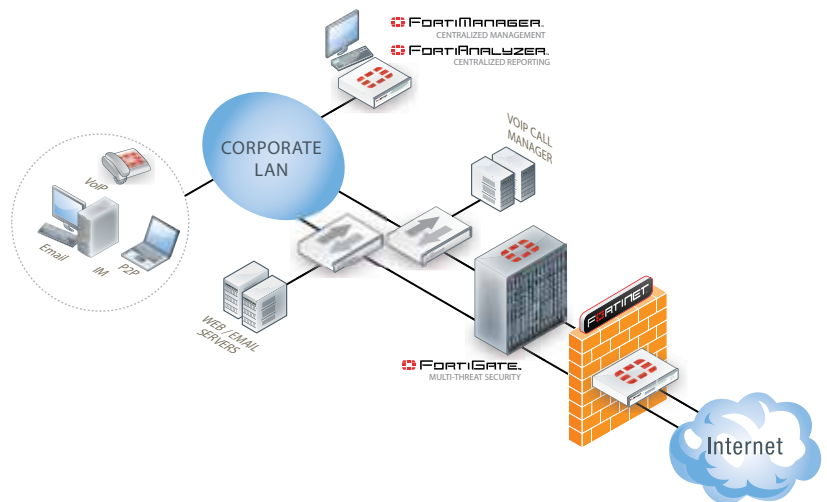 FORTIMANAGER
CENTRALIZED MANAGEMENT
FORTIANALYZER
CENTRALIZED REPORTING
CORPORATE
LAN
VOIP CALL
MANAGER
VoIP
Email
IM
P2P
WEB / EMAIL
SERVERS
FORTINET
FORTIGATE
MULTI-THREAT SECURITY
Internet